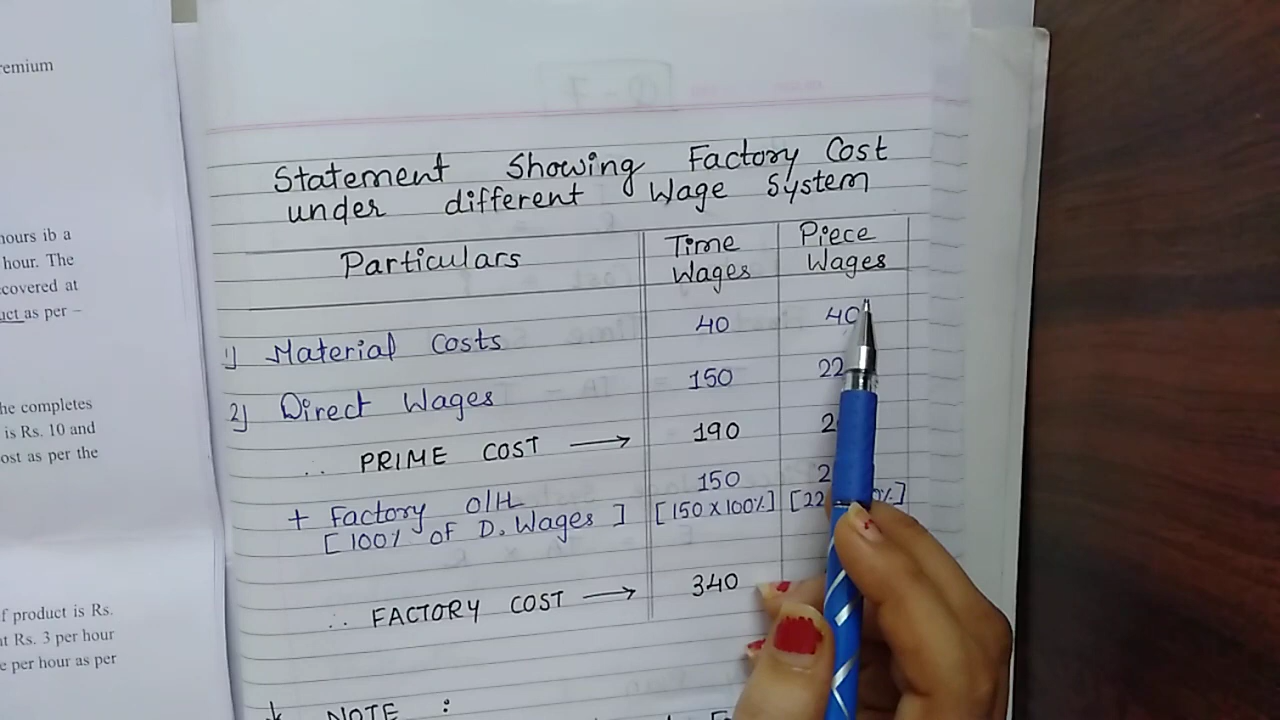 remium
hours ib a
hour. The
covered at
uct as per –
he completes
is Rs. 10 and
ost as per the
f product is Rs.
at Rs. 3 per hour
e per hour as per
Statement Showing Factory Cost
under different Wage System
Particulars Time Wages Piece Wages
1) Material Costs 40 40
2) Direct Wages 150 22
∴ PRIME COST → 190 2
+ Factory O/H 150 2
[100% of D. Wages] [150 X 100%] [22 %]
∴ FACTORY COST → 340
* NOTE :